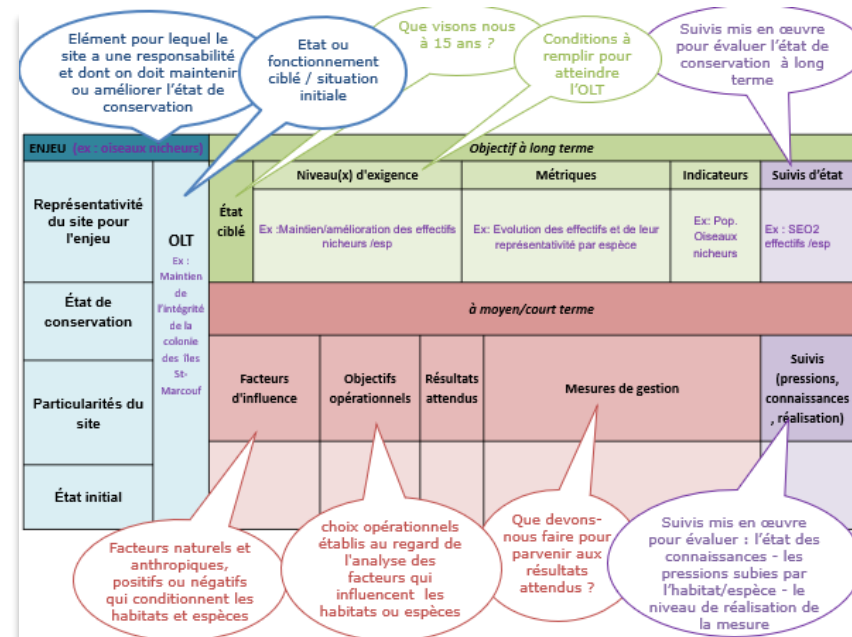 Elément pour lequel le
site a une responsabilité
et dont on doit maintenir
ou améliorer l'état de
conservation
Etat ou
fonctionnement
ciblé / situation
initiale
Que visons nous
à 15 ans ?
Conditions à
remplir pour
atteindre
l'OLT
Suivis mis en œuvre
pour évaluer l'état de
conservation à long
terme
ENJEU (ex : oiseaux nicheurs)
Objectif à long terme
Représentativité
du site pour
l'enjeu
État de
conservation
Particularités du
site
État initial
OLT
Ex :
Maintien
de
l'intégrité
de la
colonie
des îles
St-
Marcouf
État
ciblé
Niveau(x) d'exigence
Métriques
Indicateurs
Suivis d'état
Ex :Maintien/amélioration des effectifs
nicheurs /esp
Ex: Evolution des effectifs et de leur
représentativité par espèce
Ex: Pop.
Oiseaux
nicheurs
Ex : SEO2
effectifs /esp
à moyen/court terme
Facteurs
d'influence
Objectifs
opérationnels
Résultats
attendus
Mesures de gestion
Suivis
(pressions,
connaissances
, réalisation)
Facteurs naturels et
anthropiques,
positifs ou négatifs
qui conditionnent les
habitats et espèces
choix opérationnels
établis au regard de
l'analyse des
facteurs qui
influencent les
habitats ou espèces
Que devons-
nous faire pour
parvenir aux
résultats
attendus ?
Suivis mis en œuvre
pour évaluer : l'état des
connaissances - les
pressions subies par
l'habitat/espèce - le
niveau de réalisation de
la mesure